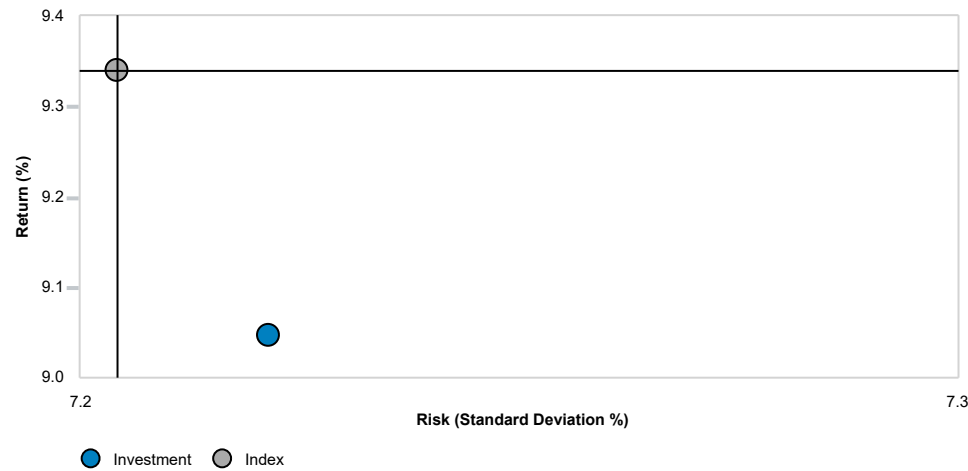 9.4
9.3
9.2
9.1
9.0
Return (%)
7.2
7.3
Risk (Standard Deviation %)
Investment
Index